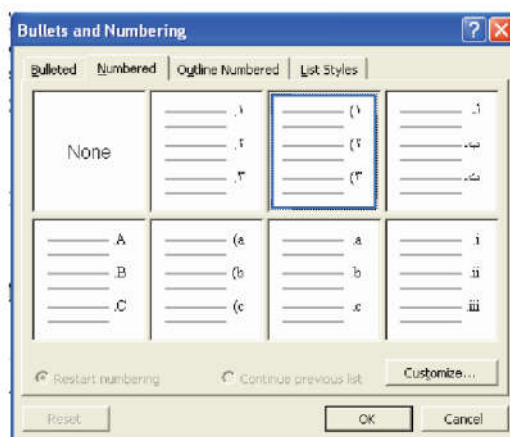 Bullets and Numbering
Bulleted Numbered Outline Numbered List Styles
None
.١
.٢
.٣
(١
(٢
(٣
أ.
ب.
ت.
.A
.B
.C
(a
(b
(c
.a
.b
.c
.i
.ii
.iii
Restart numbering Continue previous list Customize...
Reset OK Cancel